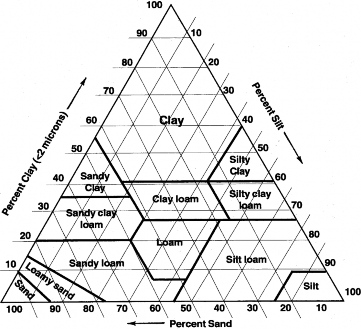 100
90 10
80 20
70 30
60 Clay 40
50 50
Sandy Clay
Silty Clay
40 60
Clay loam
Silty clay loam
30 70
Sandy clay loam
20 80
Loam
Sandy loam
Silt loam
10 90
Loamy sand
Sand
Silt
100
90 80 70 60 50 40 30 20 10
Percent Clay (<2 microns)
Percent Silt
Percent Sand